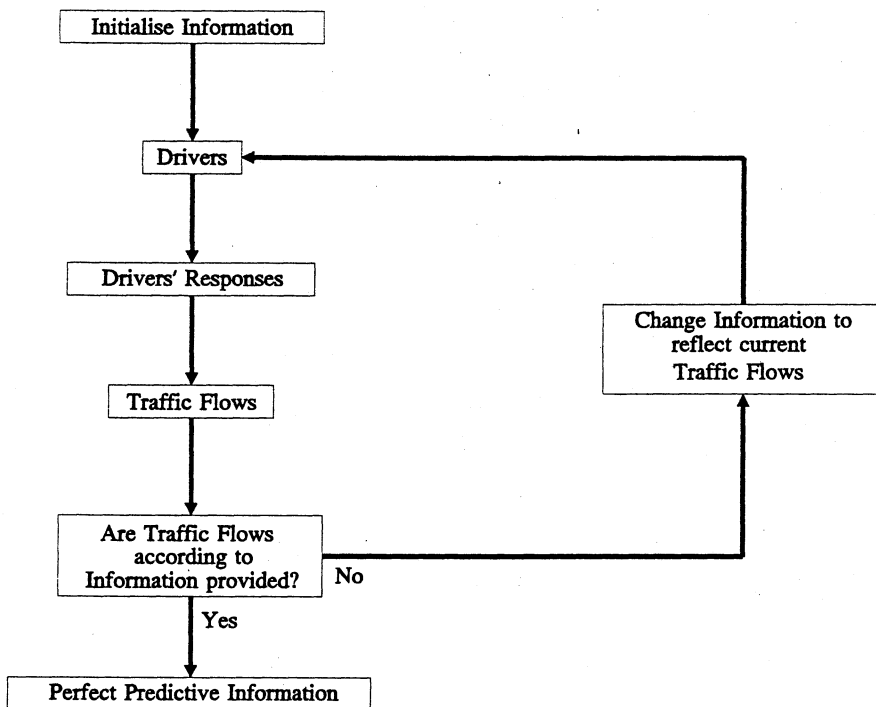 Initialise Information
Drivers
Drivers' Responses
Change Information to
reflect current
Traffic Flows
Traffic Flows
Are Traffic Flows
according to
Information provided?
No
Yes
Perfect Predictive Information